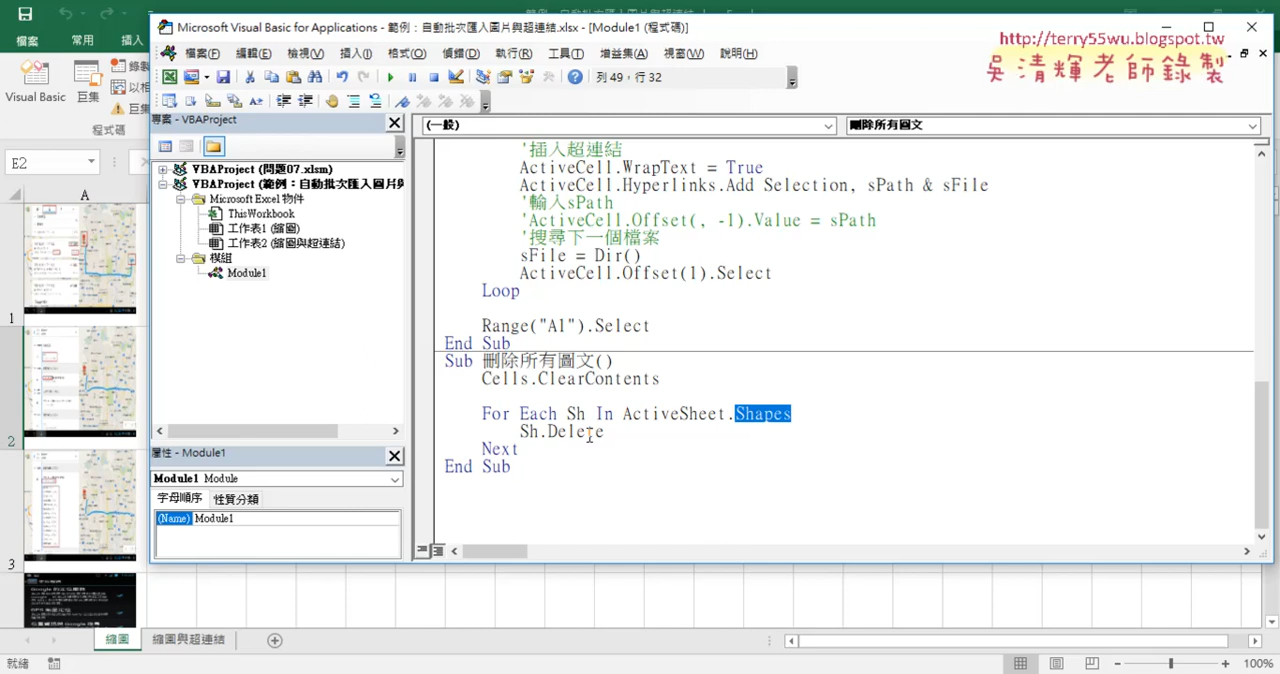 Microsoft Visual Basic for Applications - 範例：自動批次匯入圖片與超連結.xlsx - [Module1 (程式碼)]
http://terry55wu.blogspot.tw
吳清輝老師錄製
檔案 常用 插入
檔案(F) 編輯(E) 檢視(V) 插入(I) 格式(O) 偵錯(D) 執行(R) 工具(T) 增益集(A) 視窗(W) 說明(H)
列 49，行 32
Visual Basic 巨集
程式碼
專案 - VBAProject
(一般) 刪除所有圖文
E2
A
VBAProject (問題07.xlsm)
VBAProject (範例：自動批次匯入圖片與
Microsoft Excel 物件
ThisWorkbook
工作表1 (縮圖)
工作表2 (縮圖與超連結)
模組
Module1
屬性 - Module1
Module1 Module
字母順序 性質分類
(Name) Module1
'插入超連結
ActiveCell.WrapText = True
ActiveCell.Hyperlinks.Add Selection, sPath & sFile
'輸入sPath
'ActiveCell.Offset(, -1).Value = sPath
'搜尋下一個檔案
sFile = Dir()
ActiveCell.Offset(1).Select
Loop
Range("A1").Select
End Sub
Sub 刪除所有圖文()
Cells.ClearContents
For Each Sh In ActiveSheet.Shapes
Sh.Delete
Next
End Sub
1
2
3
縮圖 縮圖與超連結
就緒
100%